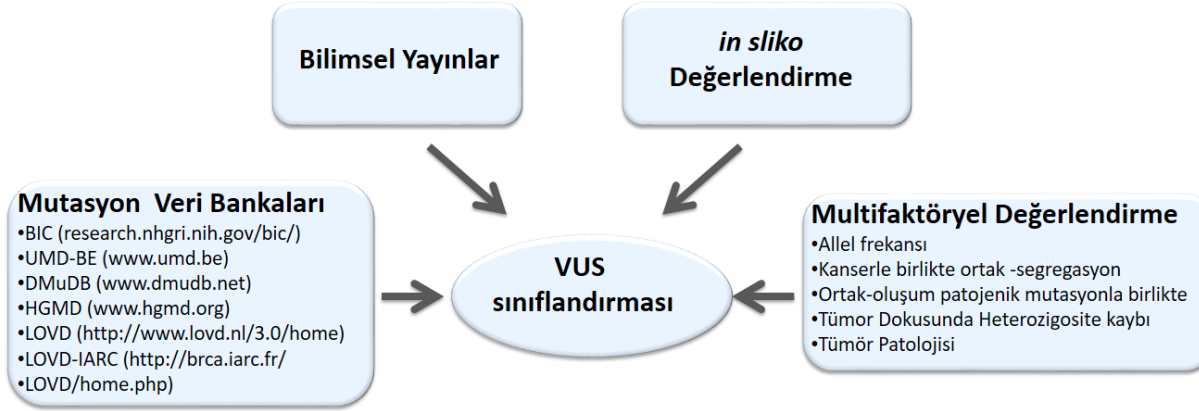 Bilimsel Yayınlar
in sliko
Değerlendirme
Mutasyon Veri Bankaları
•BIC (research.nhgri.nih.gov/bic/)
•UMD-BE (www.umd.be)
•DMuDB (www.dmudb.net)
•HGMD (www.hgmd.org)
•LOVD (http://www.lovd.nl/3.0/home)
•LOVD-IARC (http://brca.iarc.fr/
•LOVD/home.php)
VUS
sınıflandırması
Multifaktöryel Değerlendirme
•Allel frekansı
•Kanserle birlikte ortak -segregasyon
•Ortak-oluşum patojenik mutasyonla birlikte
•Tümor Dokusunda Heterozigosite kaybı
•Tümör Patolojisi